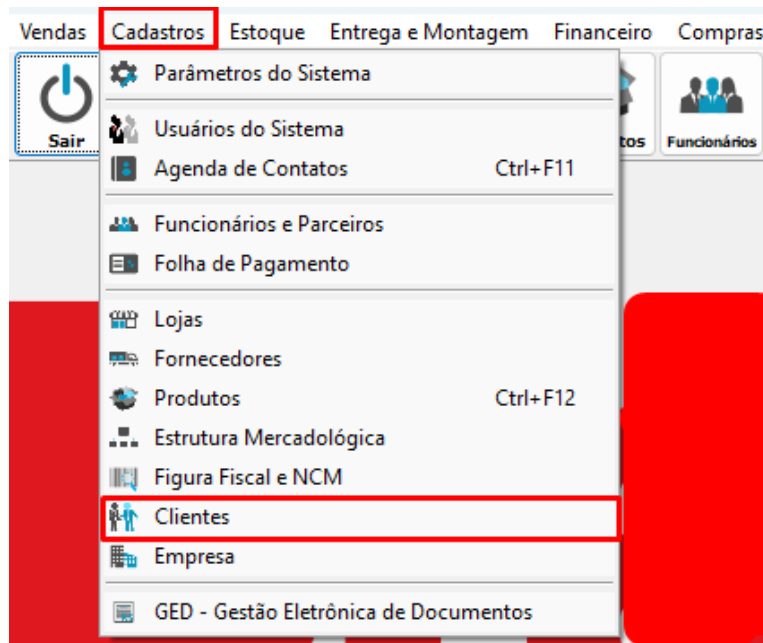 Vendas Cadastros Estoque Entrega e Montagem Financeiro Compras
Sair
tos
Funcionários
Parâmetros do Sistema
Usuários do Sistema
Agenda de Contatos Ctrl+F11
Funcionários e Parceiros
Folha de Pagamento
Lojas
Fornecedores
Produtos Ctrl+F12
Estrutura Mercadológica
Figura Fiscal e NCM
Clientes
Empresa
GED - Gestão Eletrônica de Documentos